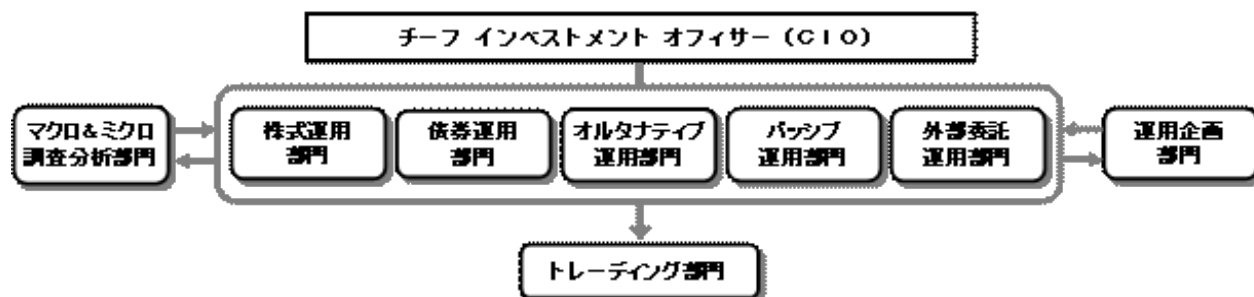 チーフ インベストメント オフィサー（CIO）
マクロ＆ミクロ
調査分析部門
株式運用
部門
債券運用
部門
オルタナティブ
運用部門
パッシブ
運用部門
外部委託
運用部門
運用企画
部門
トレーディング部門